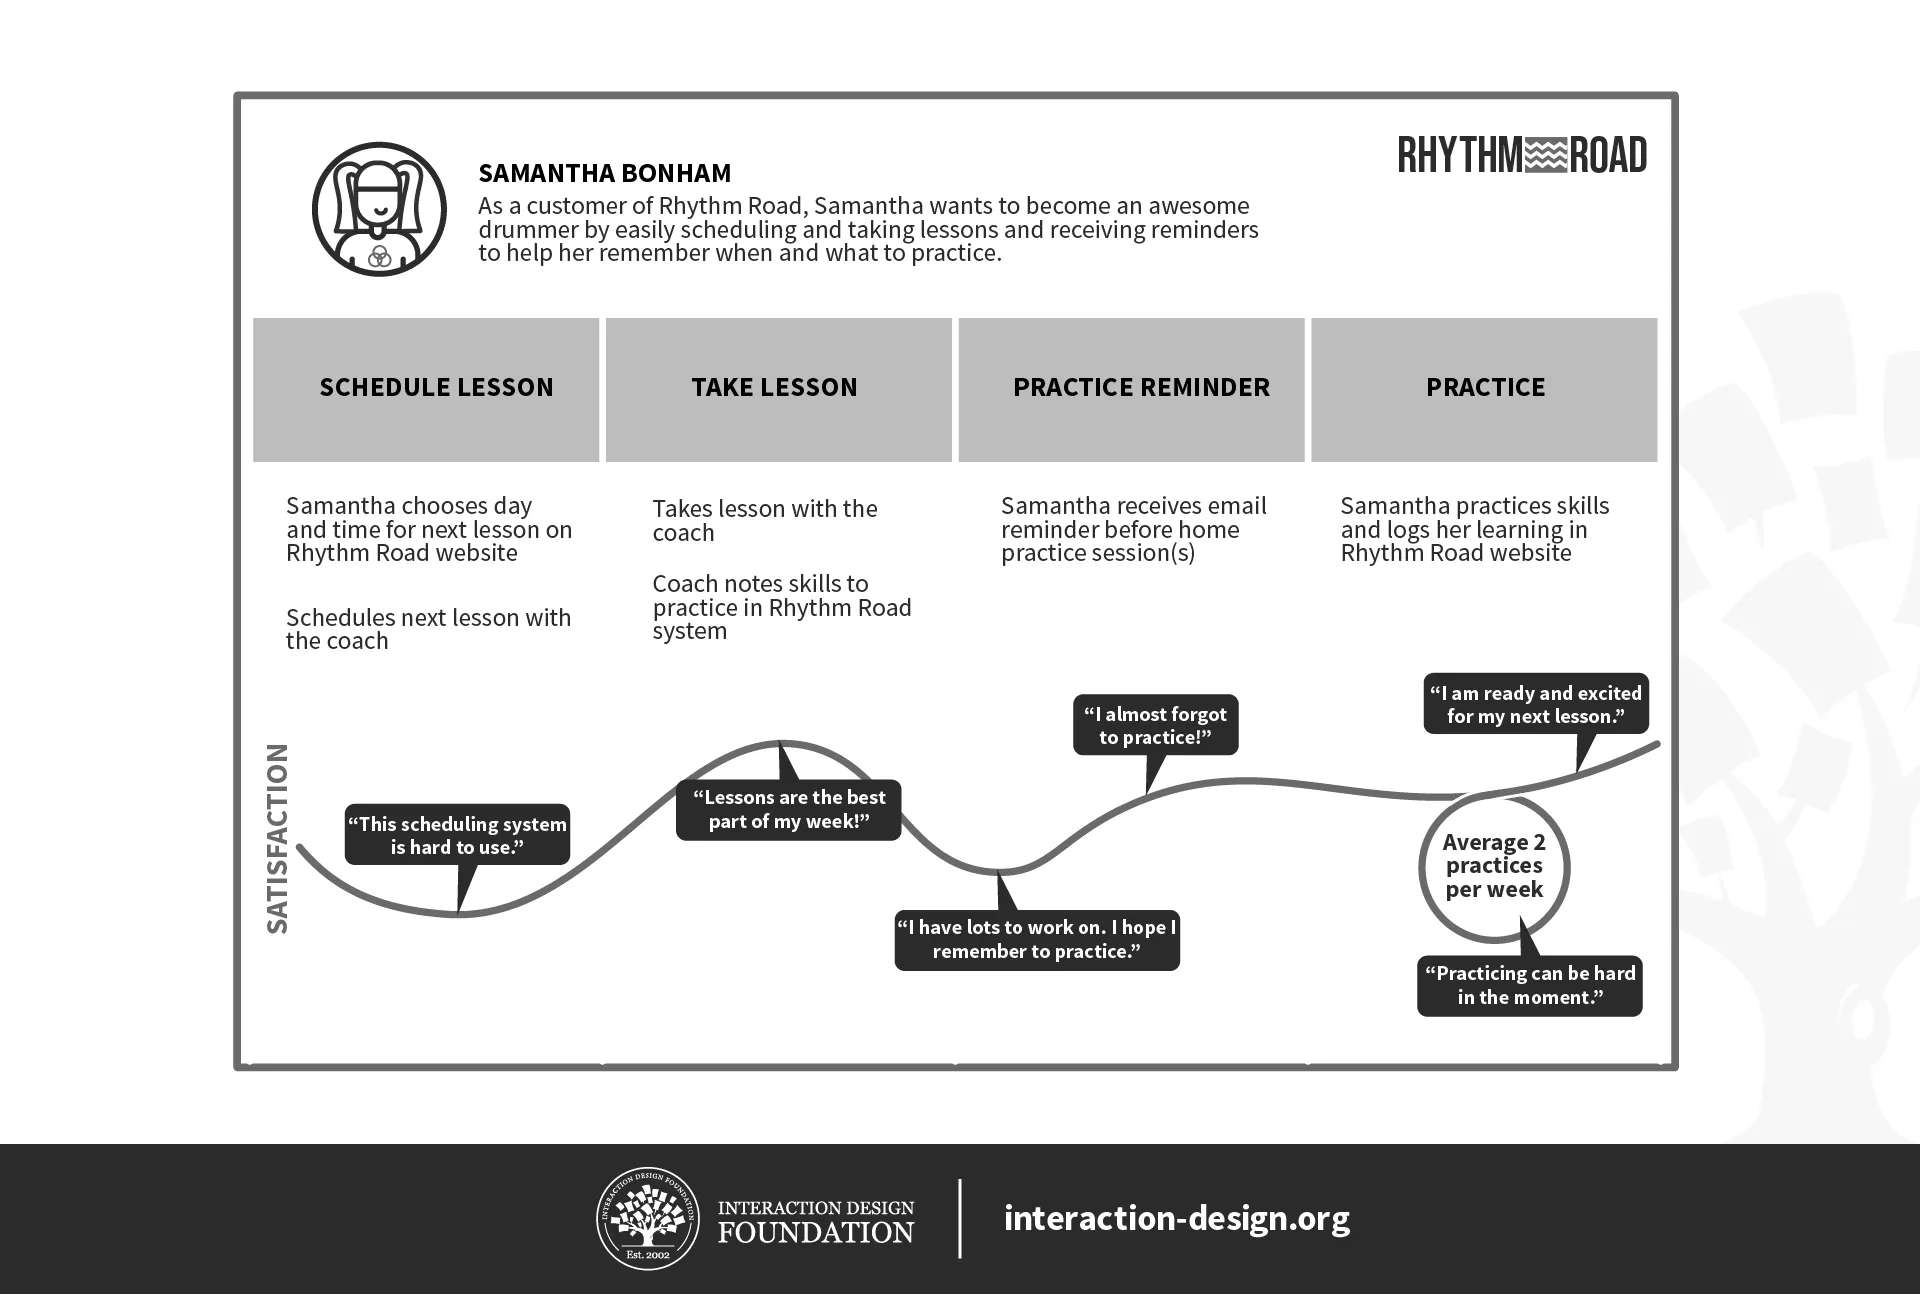 SAMANTHA BONHAM
As a customer of Rhythm Road, Samantha wants to become an awesome
drummer by easily scheduling and taking lessons and receiving reminders
to help her remember when and what to practice.
RHYTHM ROAD
SCHEDULE LESSON
TAKE LESSON
PRACTICE REMINDER
PRACTICE
Samantha chooses day
and time for next lesson on
Rhythm Road website
Schedules next lesson with
the coach
Takes lesson with the
coach
Coach notes skills to
practice in Rhythm Road
system
Samantha receives email
reminder before home
practice session(s)
Samantha practices skills
and logs her learning in
Rhythm Road website
SATISFACTION
“This scheduling system
is hard to use.”
“Lessons are the best
part of my week!”
“I have lots to work on. I hope I
remember to practice.”
“I almost forgot
to practice!”
“I am ready and excited
for my next lesson.”
Average 2
practices
per week
“Practicing can be hard
in the moment.”
INTERACTION DESIGN FOUNDATION
Est. 2002
INTERACTION DESIGN
FOUNDATION
interaction-design.org